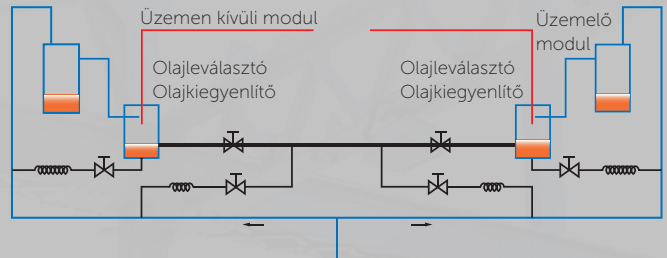 Üzemen kívüli modul
Üzemelő
modul
Olajleválasztó
Olajkiegyenlítő
Olajleválasztó
Olajkiegyenlítő